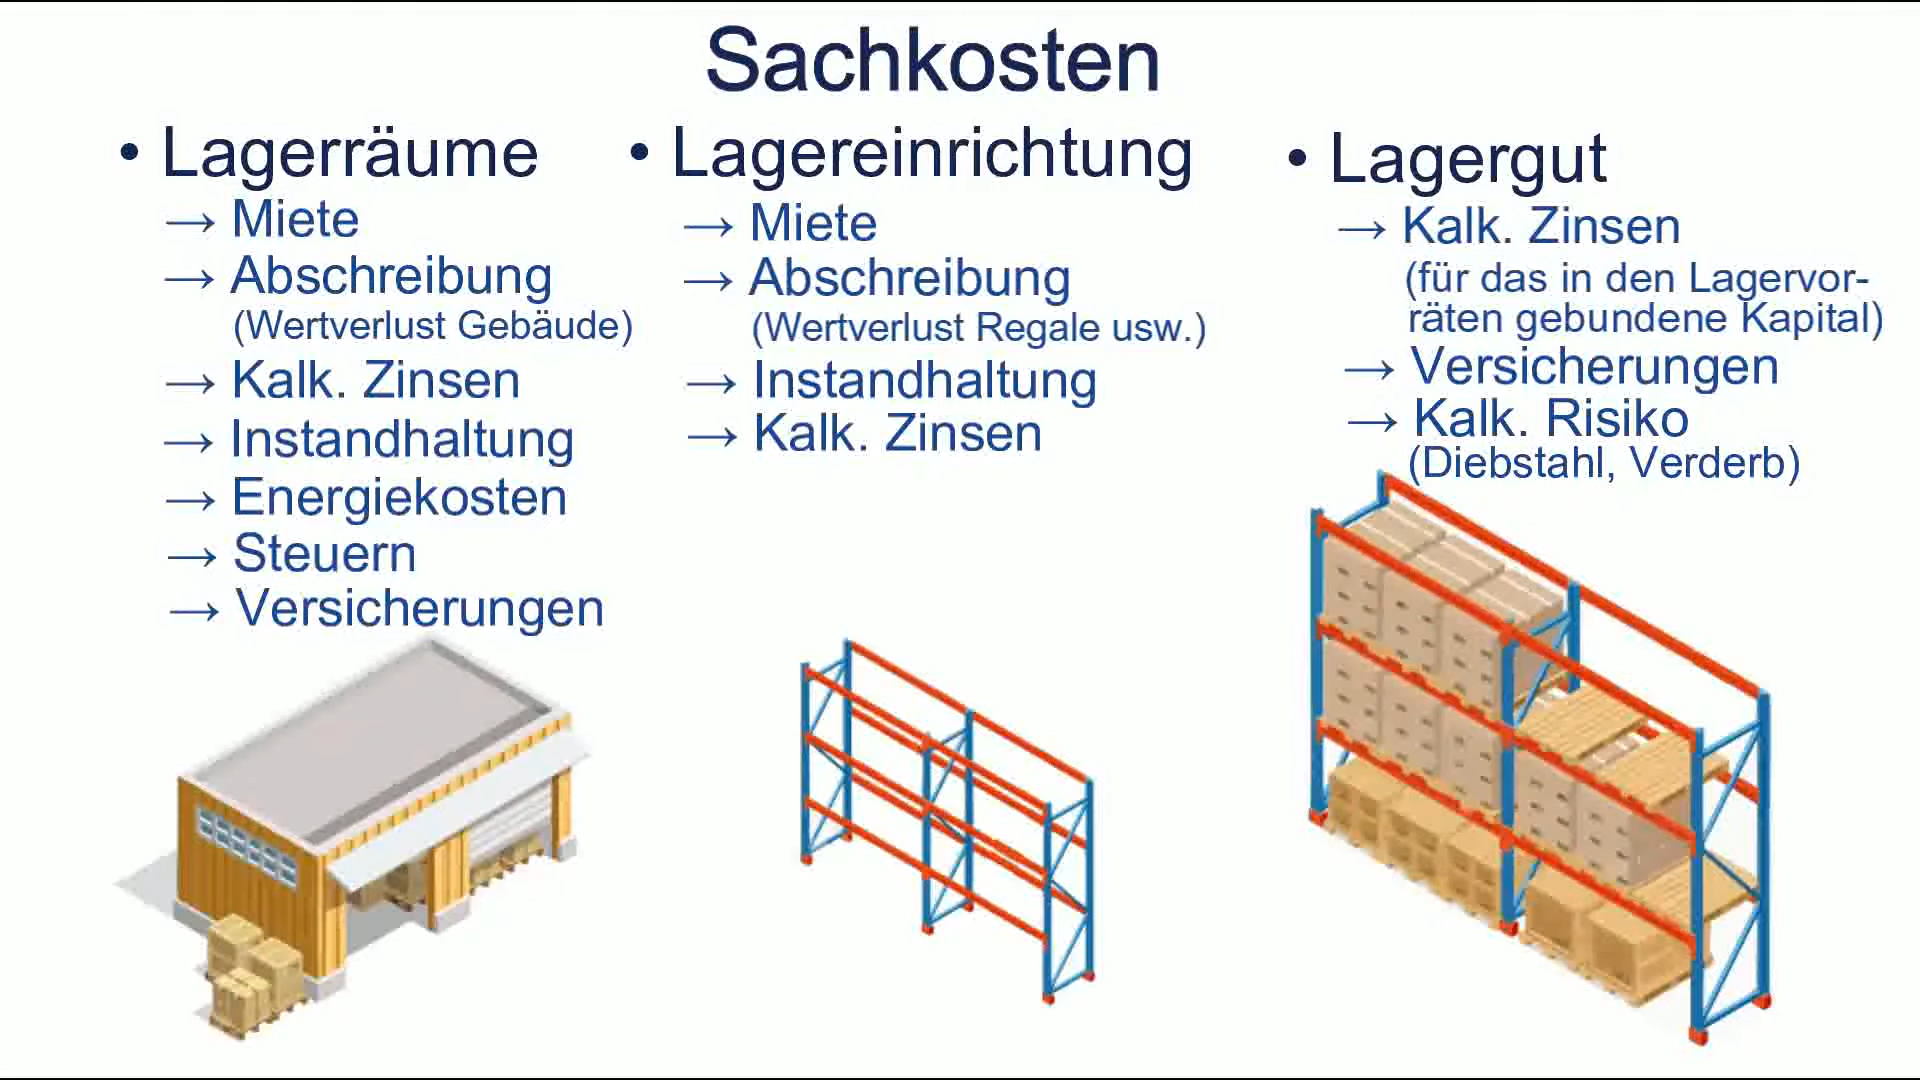 Sachkosten
• Lagerräume
→ Miete
→ Abschreibung
(Wertverlust Gebäude)
→ Kalk. Zinsen
→ Instandhaltung
→ Energiekosten
→ Steuern
→ Versicherungen
• Lagereinrichtung
→ Miete
→ Abschreibung
(Wertverlust Regale usw.)
→ Instandhaltung
→ Kalk. Zinsen
• Lagergut
→ Kalk. Zinsen
(für das in den Lagervor-
räten gebundene Kapital)
→ Versicherungen
→ Kalk. Risiko
(Diebstahl, Verderb)